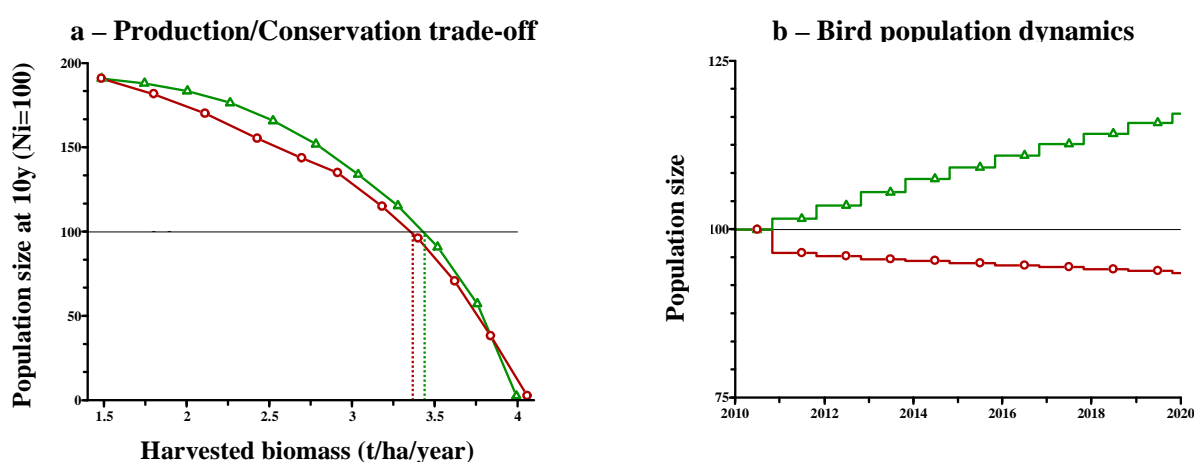 a – Production/Conservation trade-off
b – Bird population dynamics
Population size at 10y (Ni=100)
200
150
100
50
0
1.5 2 2.5 3 3.5 4
Harvested biomass (t/ha/year)
Population size
125
100
75
2010 2012 2014 2016 2018 2020